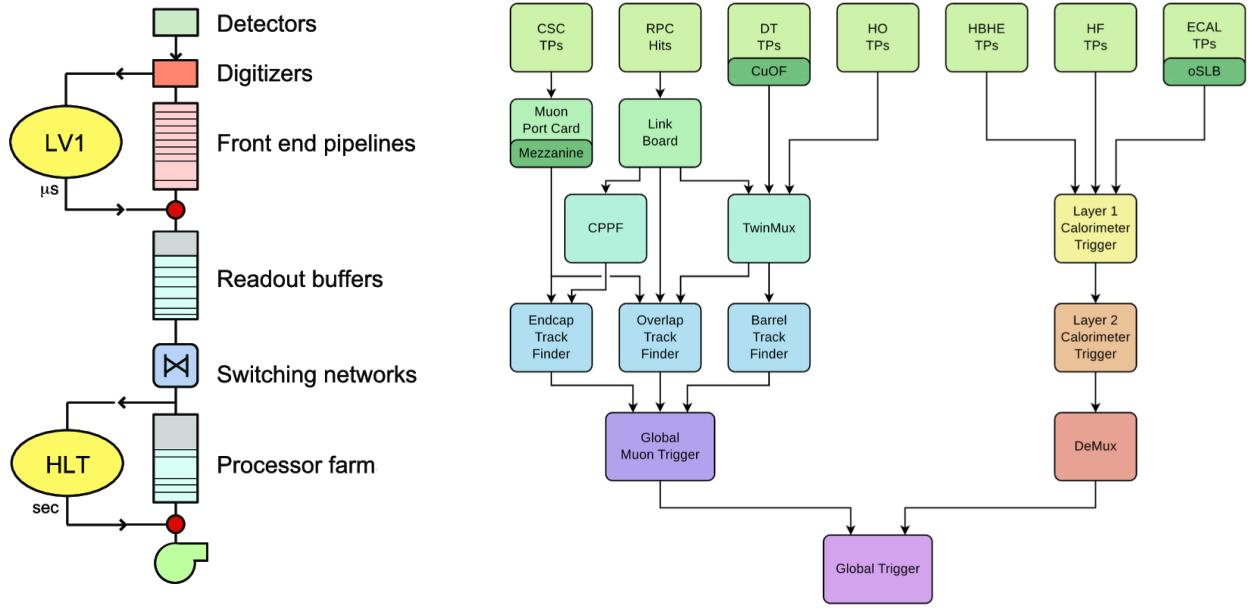 Detectors
Digitizers
LV1
Front end pipelines
μs
Readout buffers
Switching networks
HLT
Processor farm
sec
CSC
TPs
RPC
Hits
DT
TPs
CuOF
HO
TPs
HBHE
TPs
HF
TPs
ECAL
TPs
oSLB
Muon
Port Card
Mezzanine
Link
Board
CPPF
TwinMux
Layer 1
Calorimeter
Trigger
Endcap
Track
Finder
Overlap
Track
Finder
Barrel
Track
Finder
Layer 2
Calorimeter
Trigger
Global
Muon Trigger
DeMux
Global Trigger